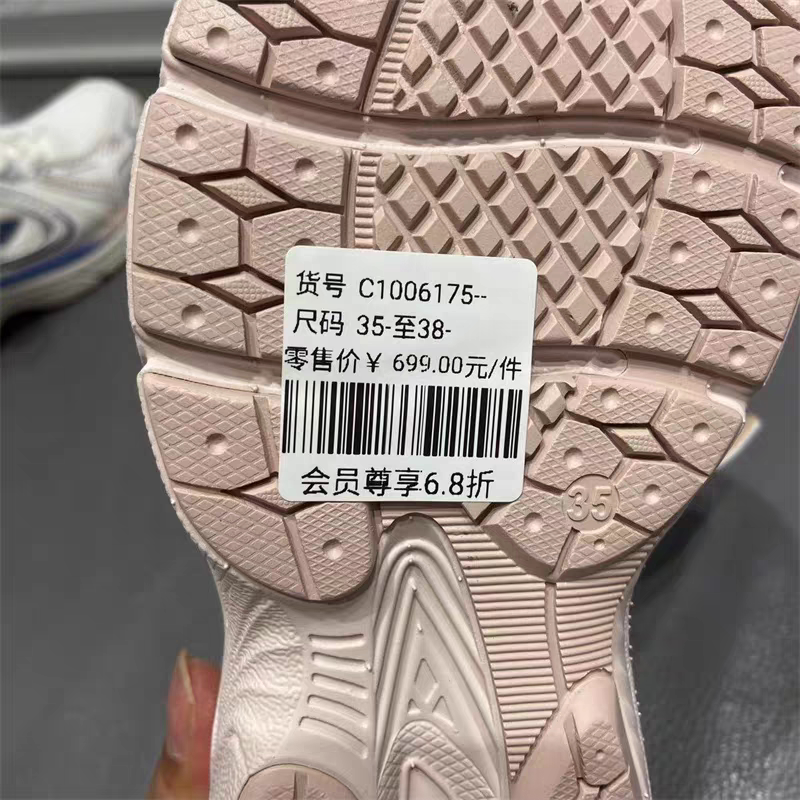 货号 C1006175--
尺码 35-至38-
零售价¥ 699.00元/件
会员尊享6.8折
35